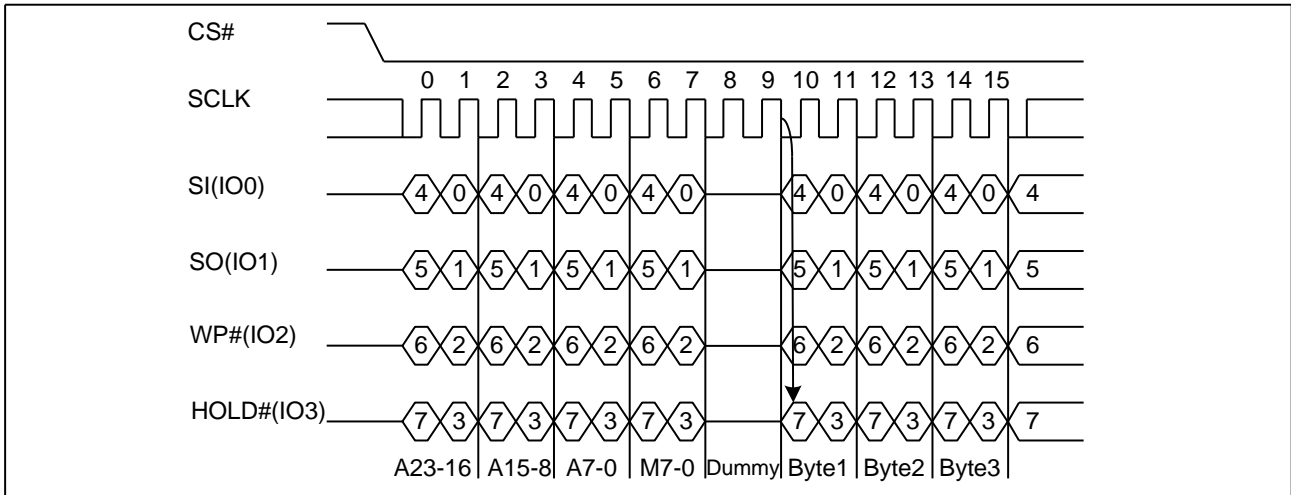 CS#
0 1 2 3 4 5 6 7 8 9 10 11 12 13 14 15
SCLK
SI(IO0) 4 0 4 0 4 0 4 0 4 0 4 0 4 0 4
SO(IO1) 5 1 5 1 5 1 5 1 5 1 5 1 5 1 5
WP#(IO2) 6 2 6 2 6 2 6 2 6 2 6 2 6 2 6
HOLD#(IO3) 7 3 7 3 7 3 7 3 7 3 7 3 7 3 7
A23-16 A15-8 A7-0 M7-0 Dummy Byte1 Byte2 Byte3